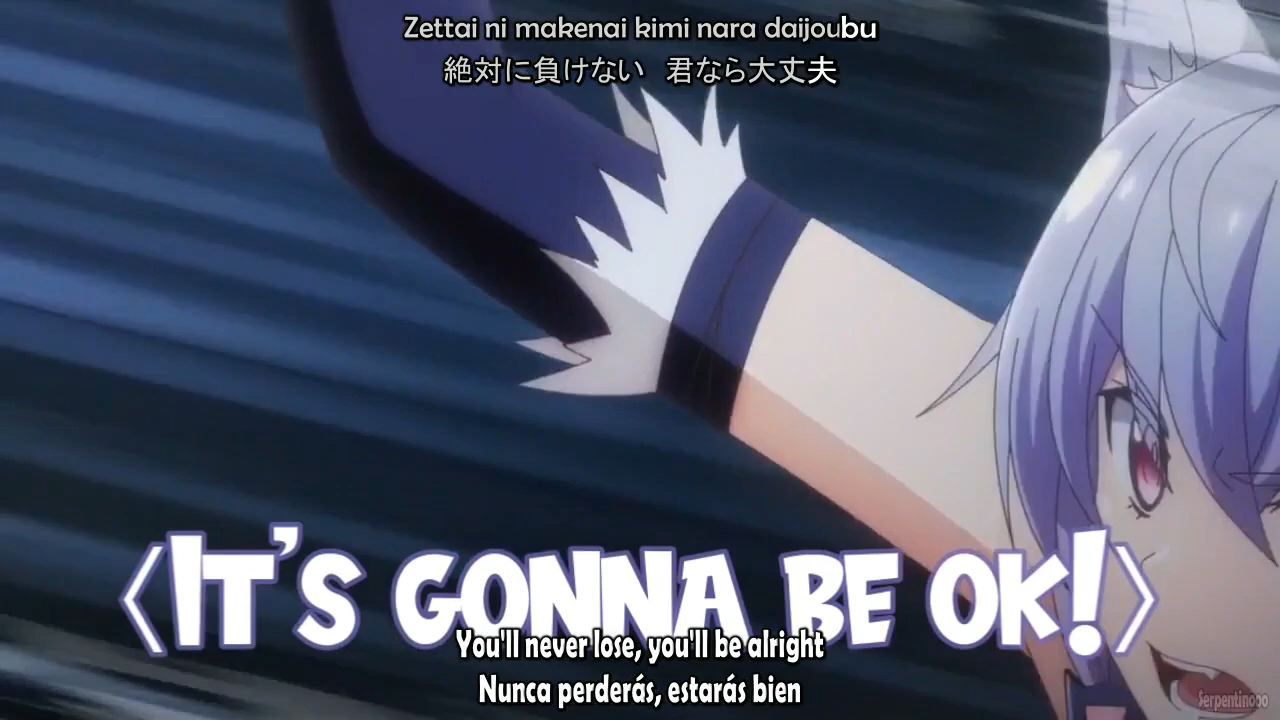 Zettai ni makenai kimi nara daijoubu
絶対に負けない 君なら大丈夫
〈IT'S GONNA BE OK!〉
You'll never lose, you'll be alright
Nunca perderás, estarás bien
Serpentinooo